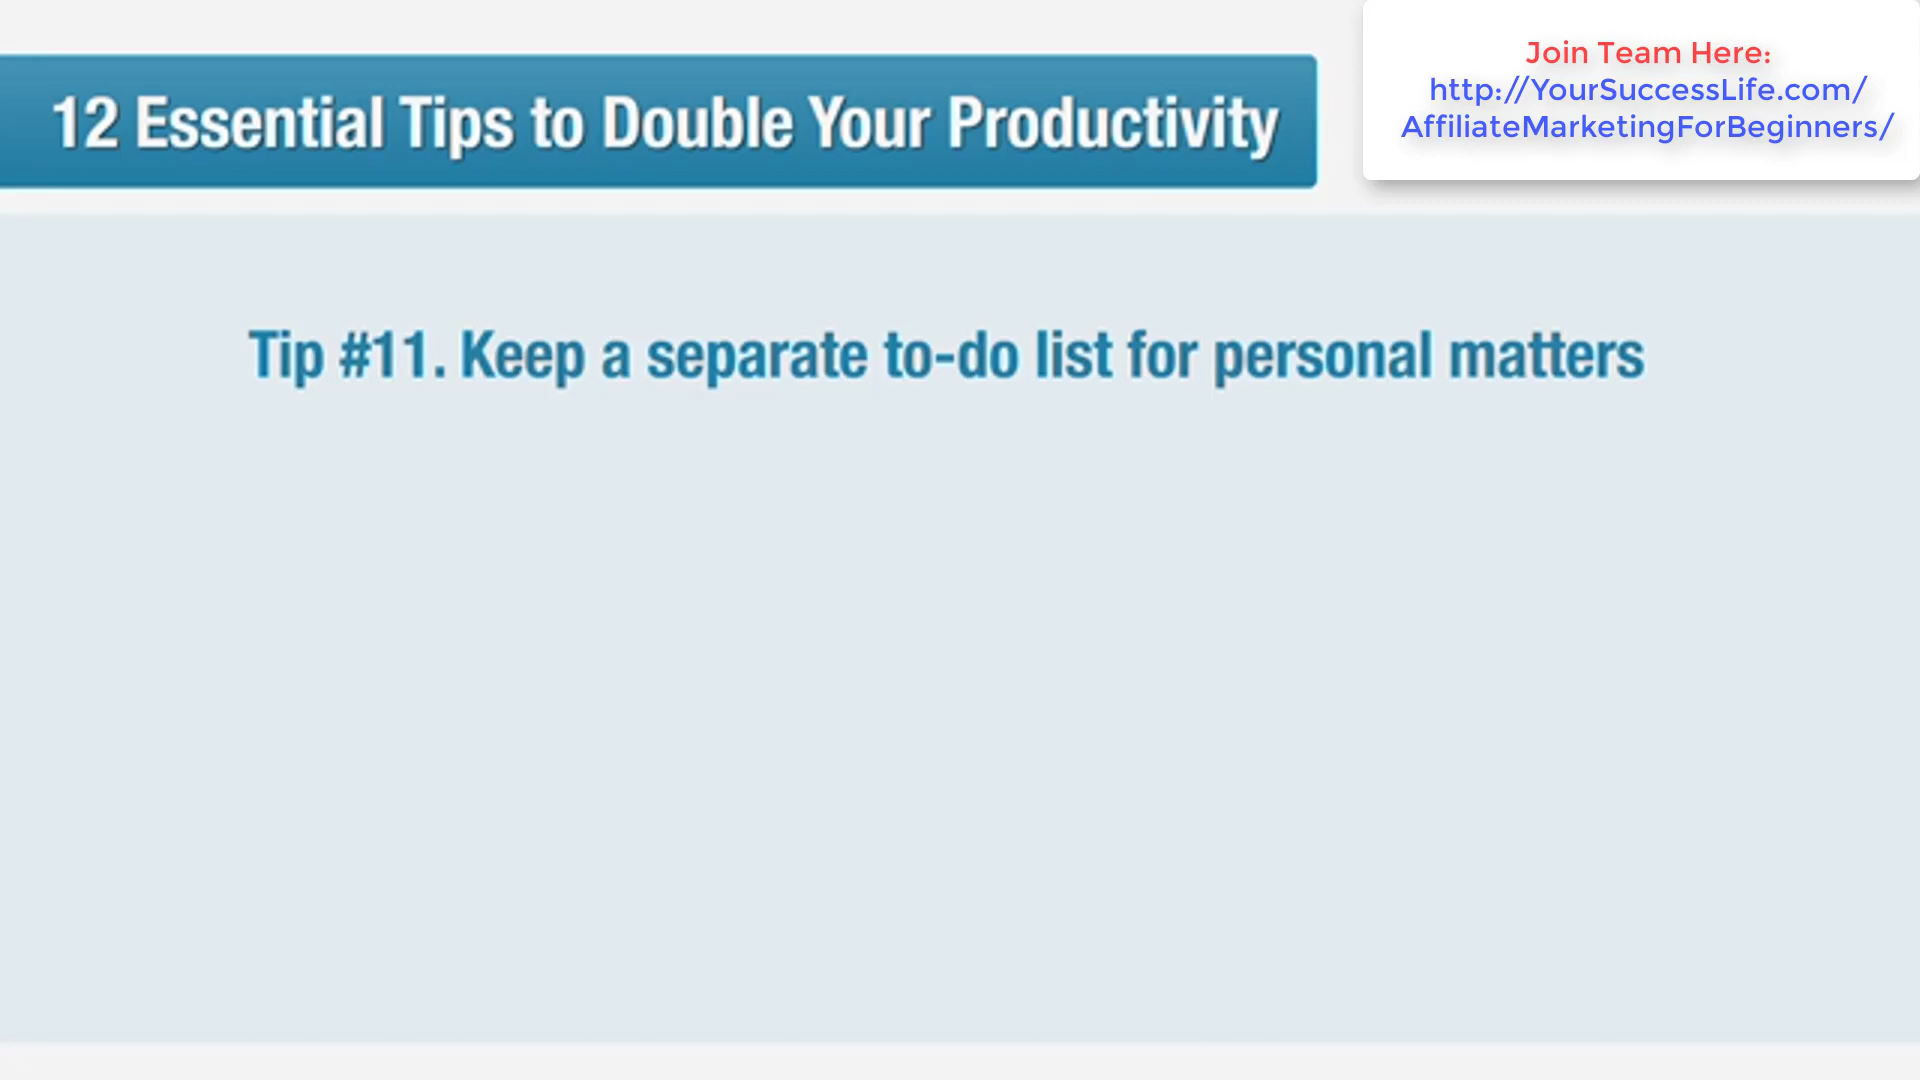 12 Essential Tips to Double Your Productivity
Join Team Here:
http://YourSuccessLife.com/
AffiliateMarketingForBeginners/
Tip #11. Keep a separate to-do list for personal matters